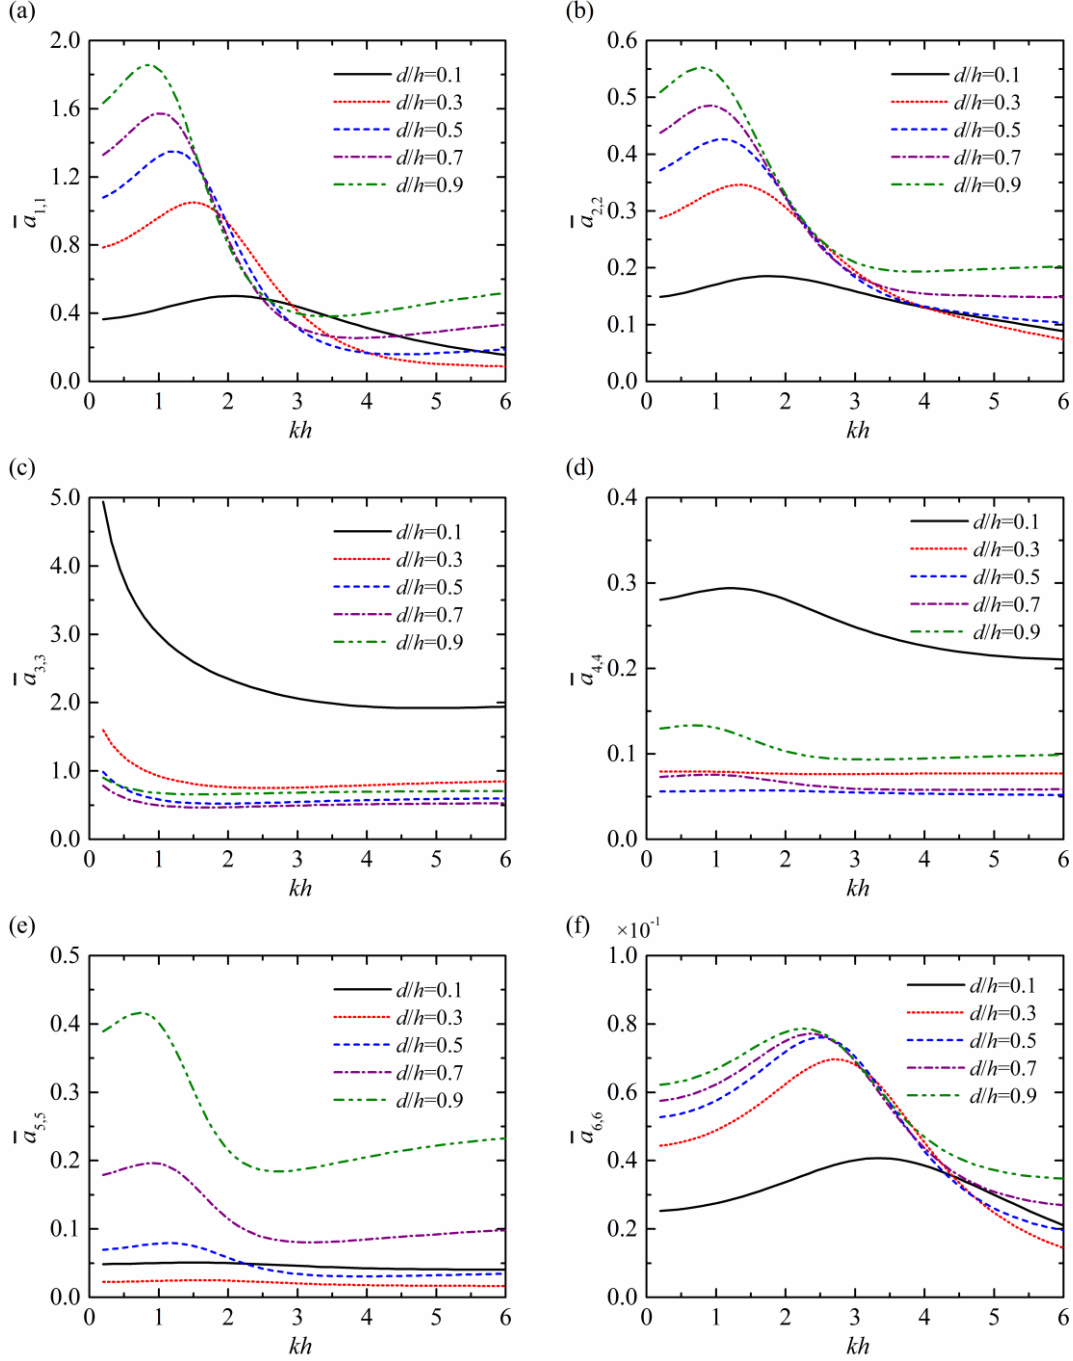 (a)
2.0
1.6
1.2
0.8
0.4
0.0
a̅1,1
d/h=0.1
d/h=0.3
d/h=0.5
d/h=0.7
d/h=0.9
0 1 2 3 4 5 6
kh
(b)
0.6
0.5
0.4
0.3
0.2
0.1
0.0
a̅2,2
d/h=0.1
d/h=0.3
d/h=0.5
d/h=0.7
d/h=0.9
0 1 2 3 4 5 6
kh
(c)
5.0
4.0
3.0
2.0
1.0
0.0
a̅3,3
d/h=0.1
d/h=0.3
d/h=0.5
d/h=0.7
d/h=0.9
0 1 2 3 4 5 6
kh
(d)
0.4
0.3
0.2
0.1
0.0
a̅4,4
d/h=0.1
d/h=0.3
d/h=0.5
d/h=0.7
d/h=0.9
0 1 2 3 4 5 6
kh
(e)
0.5
0.4
0.3
0.2
0.1
0.0
a̅5,5
d/h=0.1
d/h=0.3
d/h=0.5
d/h=0.7
d/h=0.9
0 1 2 3 4 5 6
kh
(f) ×10⁻¹
1.0
0.8
0.6
0.4
0.2
0.0
a̅6,6
d/h=0.1
d/h=0.3
d/h=0.5
d/h=0.7
d/h=0.9
0 1 2 3 4 5 6
kh